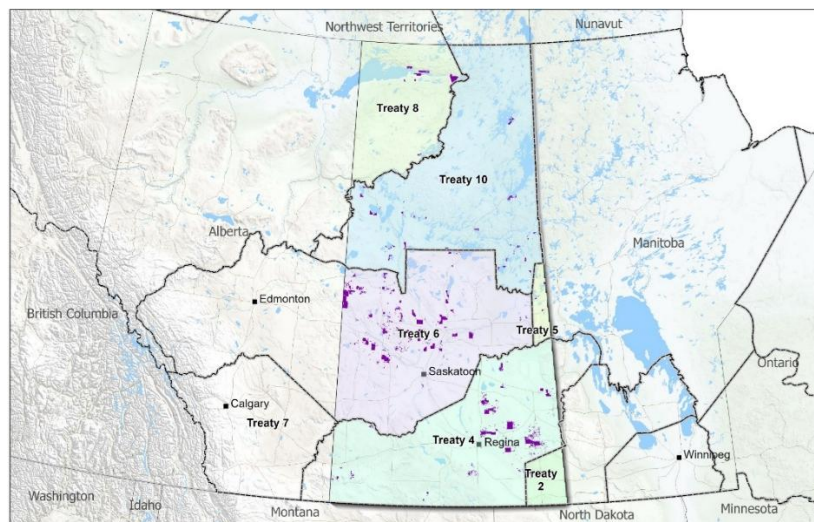 Northwest Territories
Nunavut
Treaty 8
Treaty 10
Alberta
Manitoba
Edmonton
British Columbia
Treaty 6
Treaty 5
Ontario
Saskatoon
Calgary
Treaty 7
Treaty 4
Regina
Winnipeg
Treaty
2
Washington
Idaho
Montana
North Dakota
Minnesota